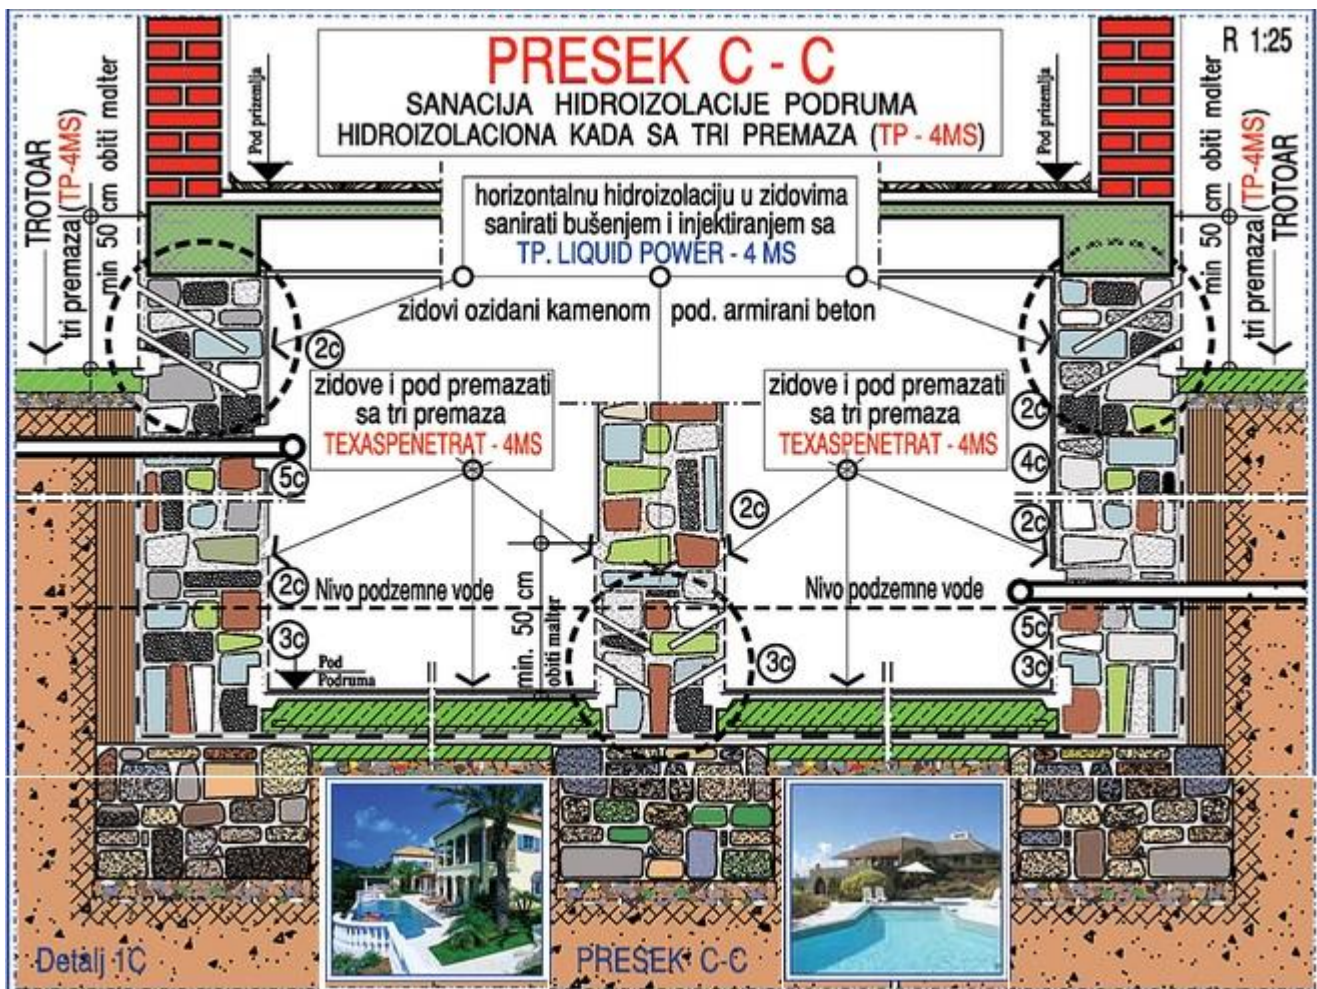 PRESEK C - C
SANACIJA HIDROIZOLACIJE PODRUMA
HIDROIZOLACIONA KADA SA TRI PREMAZA (TP - 4MS)
R 1:25
TROTOAR
tri premaza (TP-4MS)
min 50 cm obiti malter
Pod prizemlja
Pod prizemlja
min 50 cm obiti malter
tri premaza (TP-4MS)
TROTOAR
horizontalnu hidroizolaciju u zidovima
sanirati bušenjem i injektiranjem sa
TP. LIQUID POWER - 4 MS
zidovi ozidani kamenom
pod. armirani beton
2c
zidove i pod premazati
sa tri premaza
TEXASPENETRAT - 4MS
zidove i pod premazati
sa tri premaza
TEXASPENETRAT - 4MS
2c
4c
5c
2c
2c
2c
Nivo podzemne vode
Nivo podzemne vode
3c
min. 50 cm
obiti malter
5c
3c
3c
Pod
Podruma
Detalj 1C
PRESEK C-C